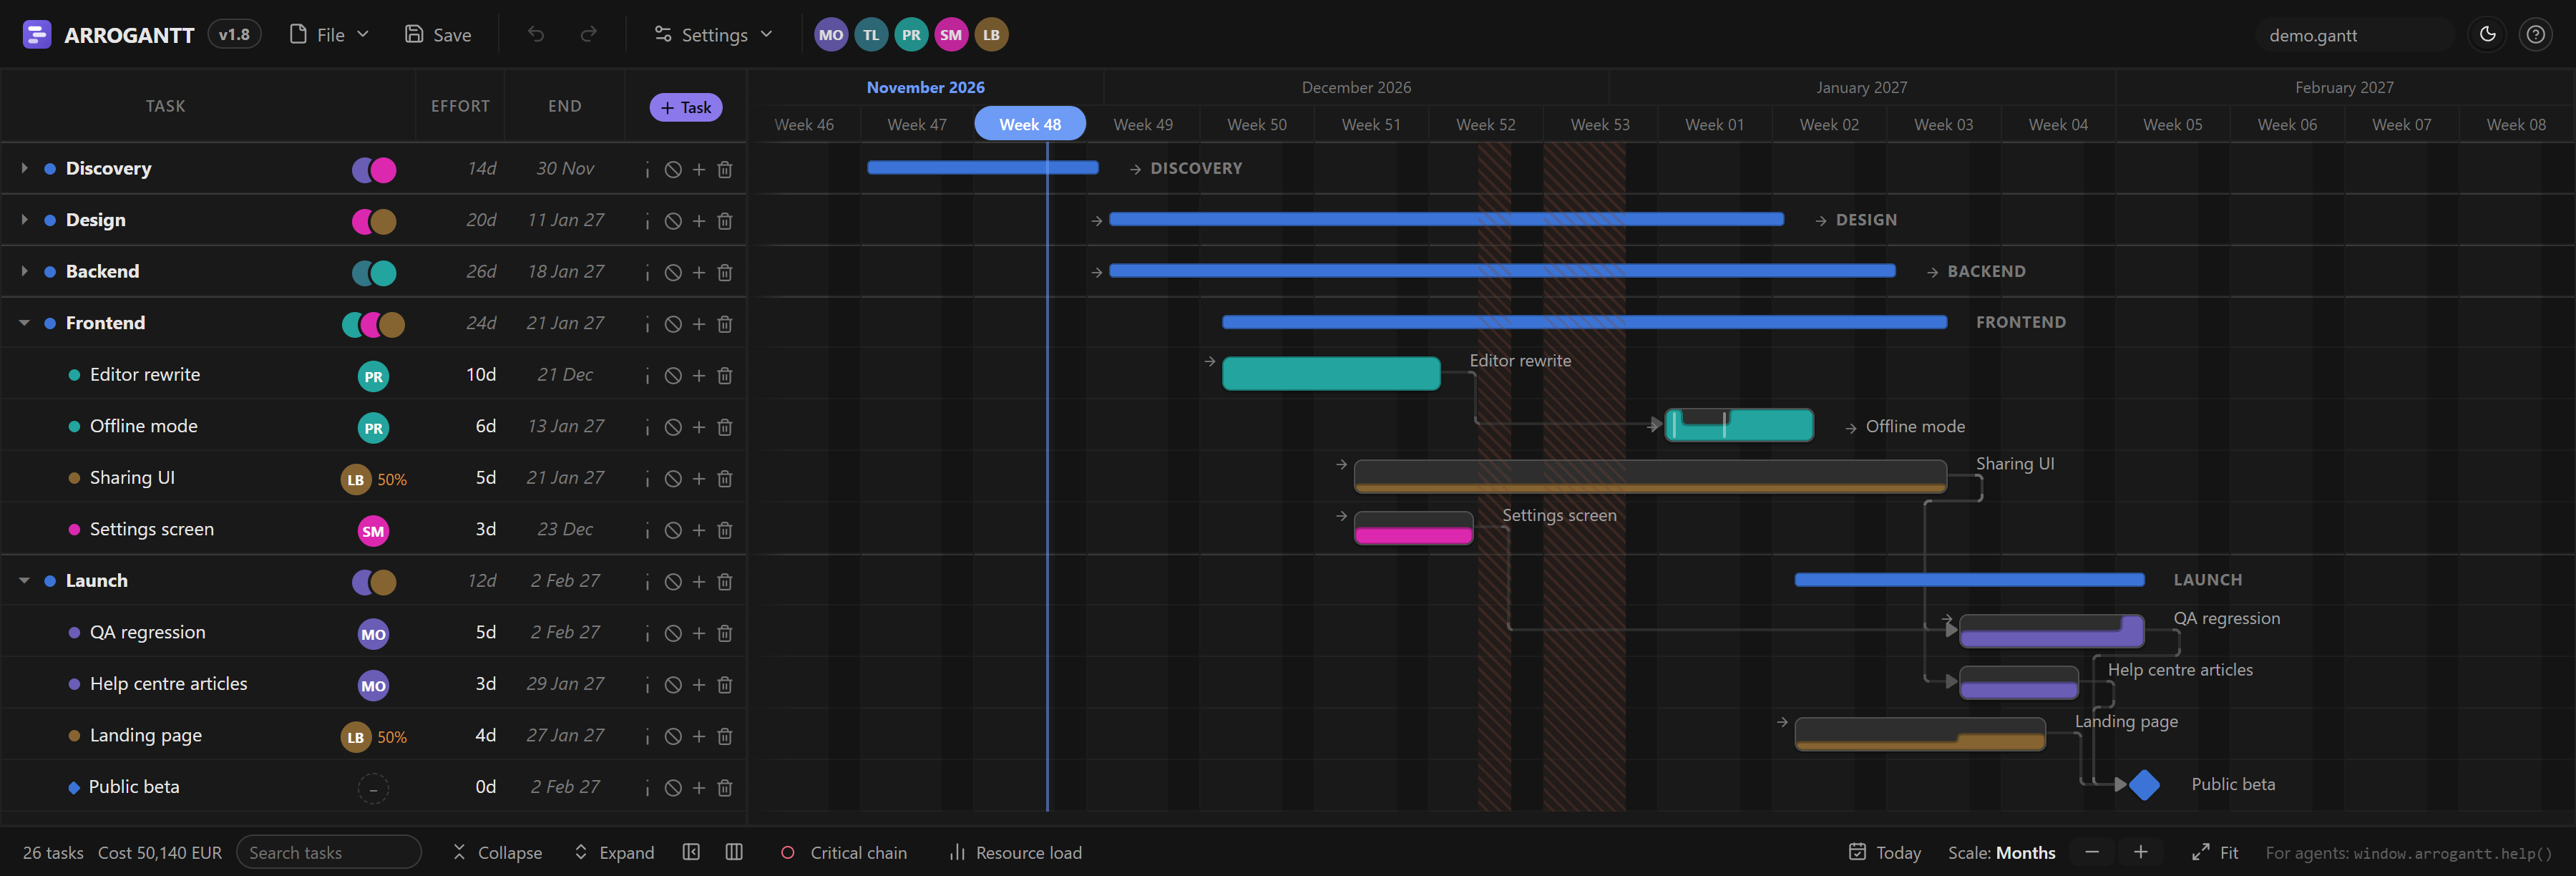 ARROGANTT v1.8 File Save Settings MO TL PR SM LB demo.gantt
TASK EFFORT END + Task
November 2026 December 2026 January 2027 February 2027
Week 46 Week 47 Week 48 Week 49 Week 50 Week 51 Week 52 Week 53 Week 01 Week 02 Week 03 Week 04 Week 05 Week 06 Week 07 Week 08
Discovery 14d 30 Nov → DISCOVERY
Design 20d 11 Jan 27 → DESIGN
Backend 26d 18 Jan 27 → BACKEND
Frontend 24d 21 Jan 27 FRONTEND
Editor rewrite PR 10d 21 Dec Editor rewrite
Offline mode PR 6d 13 Jan 27 → Offline mode
Sharing UI LB 50% 5d 21 Jan 27 Sharing UI
Settings screen SM 3d 23 Dec Settings screen
Launch 12d 2 Feb 27 LAUNCH
QA regression MO 5d 2 Feb 27 QA regression
Help centre articles MO 3d 29 Jan 27 Help centre articles
Landing page LB 50% 4d 27 Jan 27 Landing page
Public beta – 0d 2 Feb 27 Public beta
26 tasks Cost 50,140 EUR Search tasks Collapse Expand Critical chain Resource load Today Scale: Months − + Fit For agents: window.arrogantt.help()